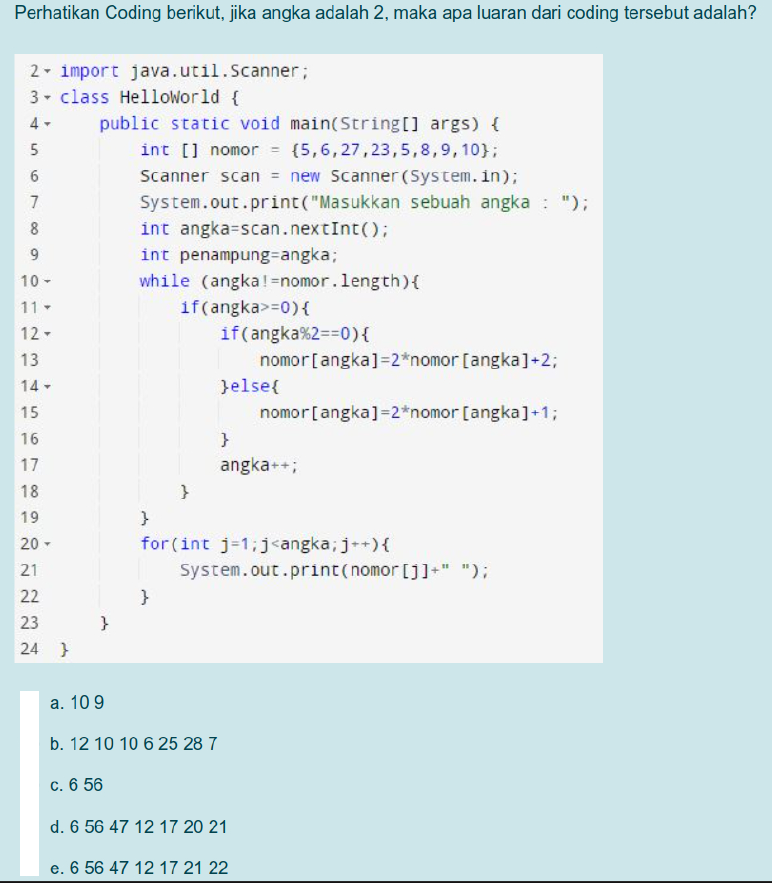 Perhatikan Coding berikut, jika angka adalah 2, maka apa luaran dari coding tersebut adalah?
2 import java.util.Scanner;
3 class HelloWorld {
4 public static void main(String[] args) {
5 int [] nomor = {5,6,27,23,5,8,9,10};
6 Scanner scan = new Scanner(System.in);
7 System.out.print("Masukkan sebuah angka : ");
8 int angka=scan.nextInt();
9 int penampung=angka;
10 while (angka!=nomor.length){
11 if(angka>=0){
12 if(angka%2==0){
13 nomor[angka]=2*nomor[angka]+2;
14 }else{
15 nomor[angka]=2*nomor[angka]+1;
16 }
17 angka++;
18 }
19 }
20 for(int j=1;j<angka;j++){
21 System.out.print(nomor[j]+" ");
22 }
23 }
24 }
a. 10 9
b. 12 10 10 6 25 28 7
c. 6 56
d. 6 56 47 12 17 20 21
e. 6 56 47 12 17 21 22